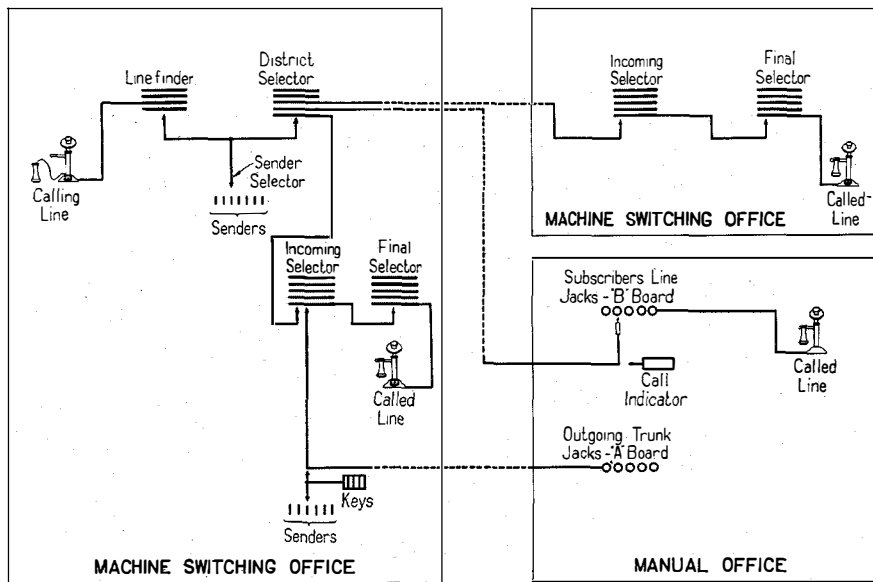 District
Selector
Line finder
Sender
Selector
Calling
Line
Senders
Incoming
Selector
Final
Selector
Called
Line
Keys
Senders
MACHINE SWITCHING OFFICE
Incoming
Selector
Final
Selector
Called-
Line
MACHINE SWITCHING OFFICE
Subscribers Line
Jacks-"B" Board
Call
Indicator
Called
Line
Outgoing Trunk
Jacks-"A" Board
MANUAL OFFICE